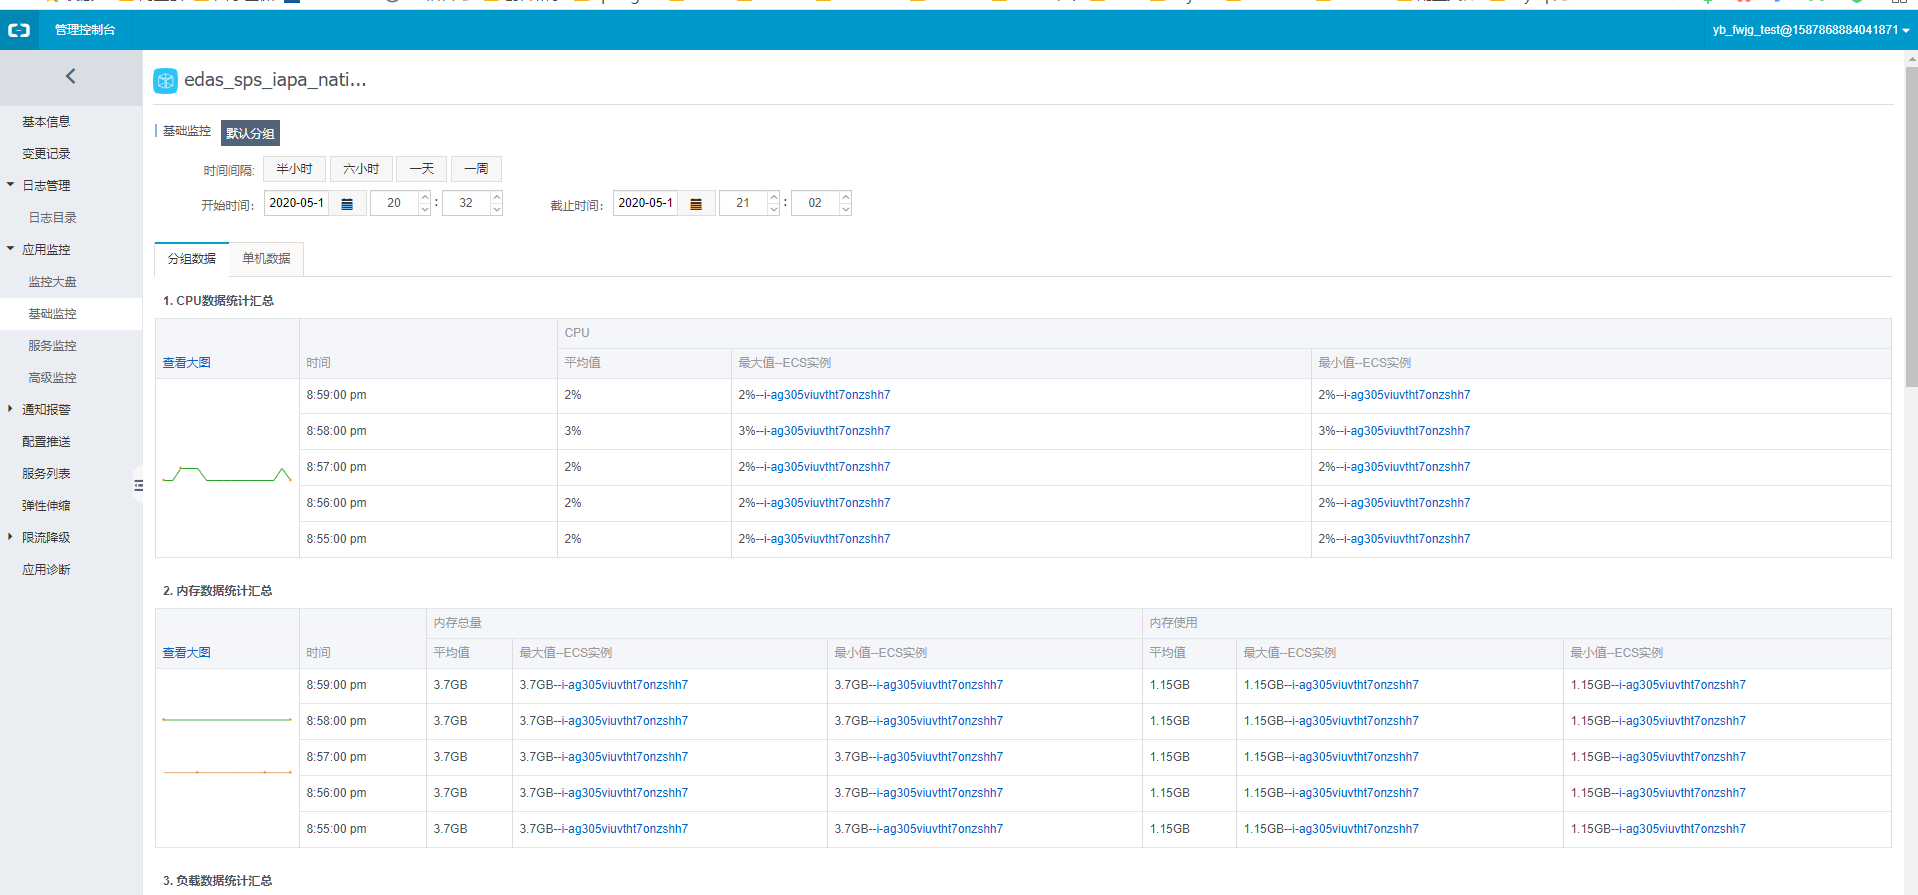 管理控制台
yb_fwjg_test@1587868884041871
edas_sps_iapa_nati...
基本信息
变更记录
日志管理
日志目录
应用监控
监控大盘
基础监控
服务监控
高级监控
通知报警
配置推送
服务列表
弹性伸缩
限流降级
应用诊断
基础监控 默认分组
时间间隔: 半小时 六小时 一天 一周
开始时间: 2020-05-1 20 : 32 截止时间: 2020-05-1 21 : 02
分组数据 单机数据
1. CPU数据统计汇总
CPU
查看大图 时间 平均值 最大值--ECS实例 最小值--ECS实例
8:59:00 pm 2% 2%--i-ag305viuvtht7onzshh7 2%--i-ag305viuvtht7onzshh7
8:58:00 pm 3% 3%--i-ag305viuvtht7onzshh7 3%--i-ag305viuvtht7onzshh7
8:57:00 pm 2% 2%--i-ag305viuvtht7onzshh7 2%--i-ag305viuvtht7onzshh7
8:56:00 pm 2% 2%--i-ag305viuvtht7onzshh7 2%--i-ag305viuvtht7onzshh7
8:55:00 pm 2% 2%--i-ag305viuvtht7onzshh7 2%--i-ag305viuvtht7onzshh7
2. 内存数据统计汇总
内存总量 内存使用
查看大图 时间 平均值 最大值--ECS实例 最小值--ECS实例 平均值 最大值--ECS实例 最小值--ECS实例
8:59:00 pm 3.7GB 3.7GB--i-ag305viuvtht7onzshh7 3.7GB--i-ag305viuvtht7onzshh7 1.15GB 1.15GB--i-ag305viuvtht7onzshh7 1.15GB--i-ag305viuvtht7onzshh7
8:58:00 pm 3.7GB 3.7GB--i-ag305viuvtht7onzshh7 3.7GB--i-ag305viuvtht7onzshh7 1.15GB 1.15GB--i-ag305viuvtht7onzshh7 1.15GB--i-ag305viuvtht7onzshh7
8:57:00 pm 3.7GB 3.7GB--i-ag305viuvtht7onzshh7 3.7GB--i-ag305viuvtht7onzshh7 1.15GB 1.15GB--i-ag305viuvtht7onzshh7 1.15GB--i-ag305viuvtht7onzshh7
8:56:00 pm 3.7GB 3.7GB--i-ag305viuvtht7onzshh7 3.7GB--i-ag305viuvtht7onzshh7 1.15GB 1.15GB--i-ag305viuvtht7onzshh7 1.15GB--i-ag305viuvtht7onzshh7
8:55:00 pm 3.7GB 3.7GB--i-ag305viuvtht7onzshh7 3.7GB--i-ag305viuvtht7onzshh7 1.15GB 1.15GB--i-ag305viuvtht7onzshh7 1.15GB--i-ag305viuvtht7onzshh7
3. 负载数据统计汇总